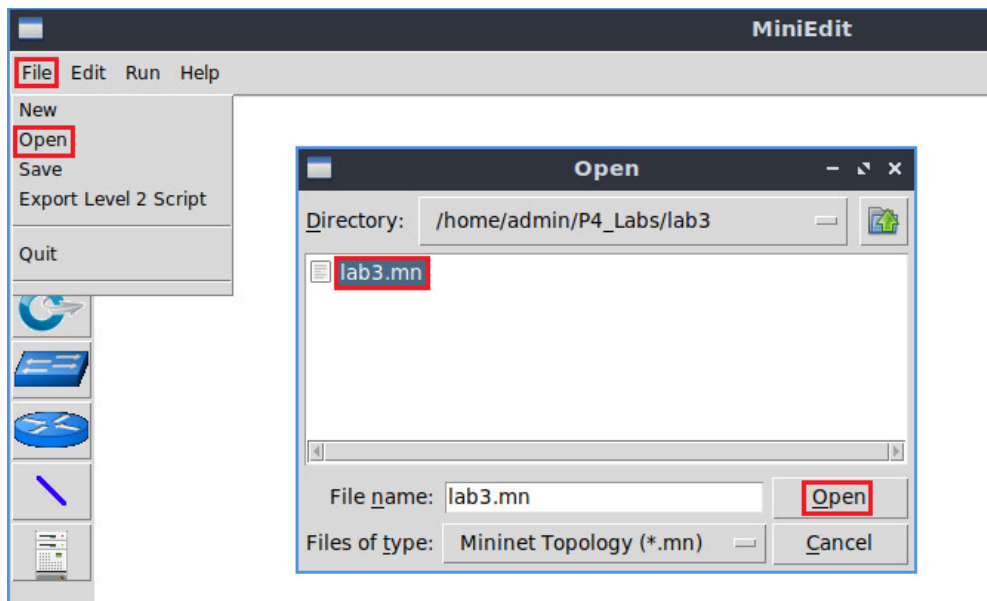 MiniEdit
File Edit Run Help
New
Open
Save
Export Level 2 Script
Quit
Open
Directory: /home/admin/P4_Labs/lab3
lab3.mn
File name: lab3.mn
Open
Files of type: Mininet Topology (*.mn)
Cancel